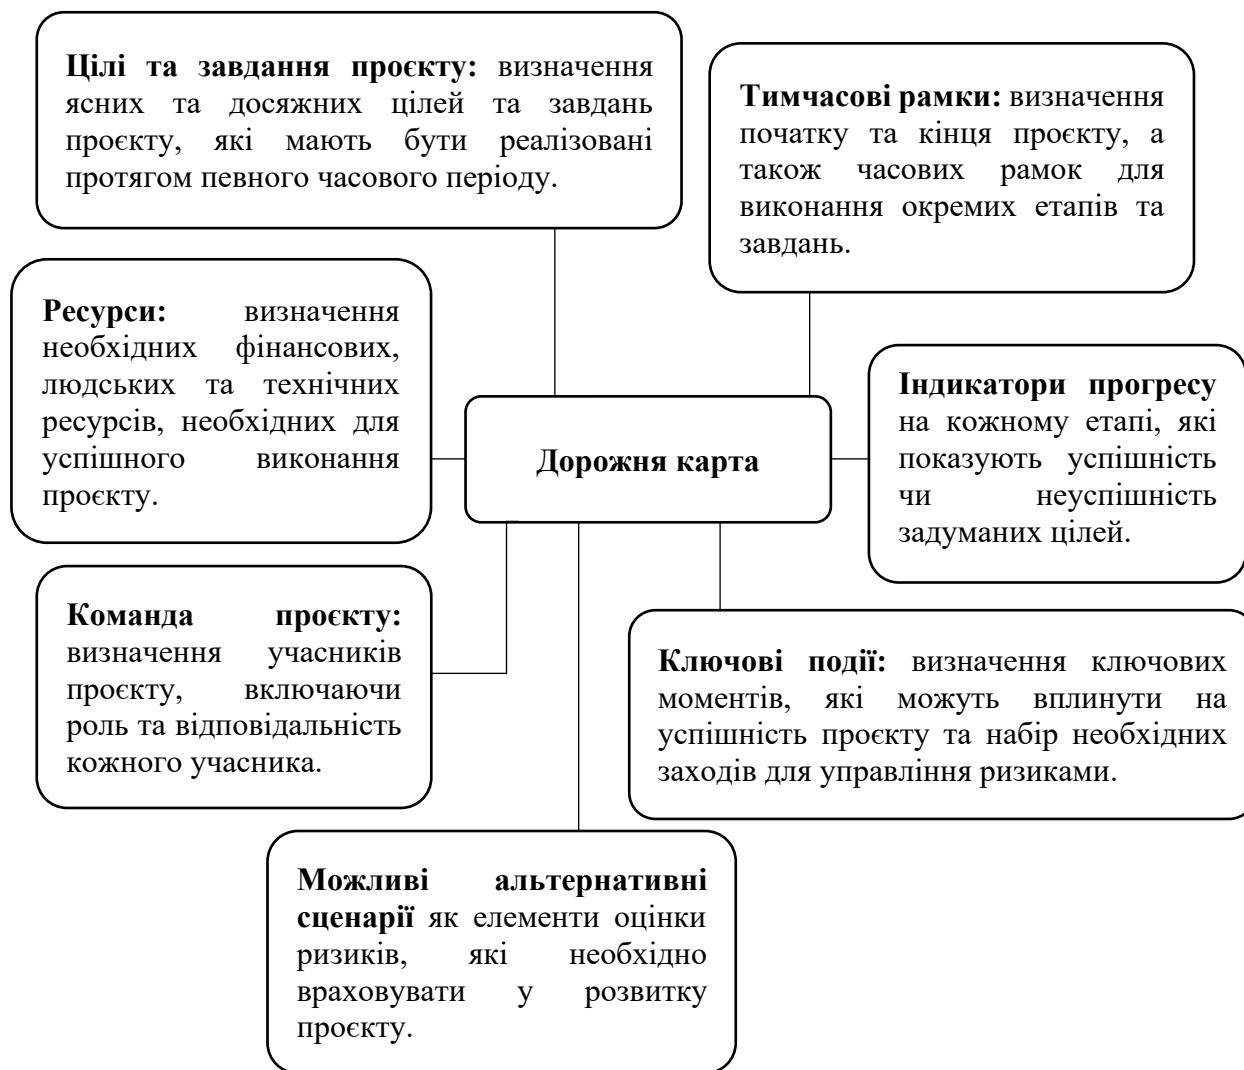 Цілі та завдання проєкту: визначення
ясних та досяжних цілей та завдань
проєкту, які мають бути реалізовані
протягом певного часового періоду.
Тимчасові рамки: визначення
початку та кінця проєкту, а
також часових рамок для
виконання окремих етапів та
завдань.
Ресурси: визначення
необхідних фінансових,
людських та технічних
ресурсів, необхідних для
успішного виконання
проєкту.
Дорожня карта
Індикатори прогресу
на кожному етапі, які
показують успішність
чи неуспішність
задуманих цілей.
Команда проєкту:
визначення учасників
проєкту, включаючи
роль та відповідальність
кожного учасника.
Ключові події: визначення ключових
моментів, які можуть вплинути на
успішність проєкту та набір необхідних
заходів для управління ризиками.
Можливі альтернативні
сценарії як елементи оцінки
ризиків, які необхідно
враховувати у розвитку
проєкту.